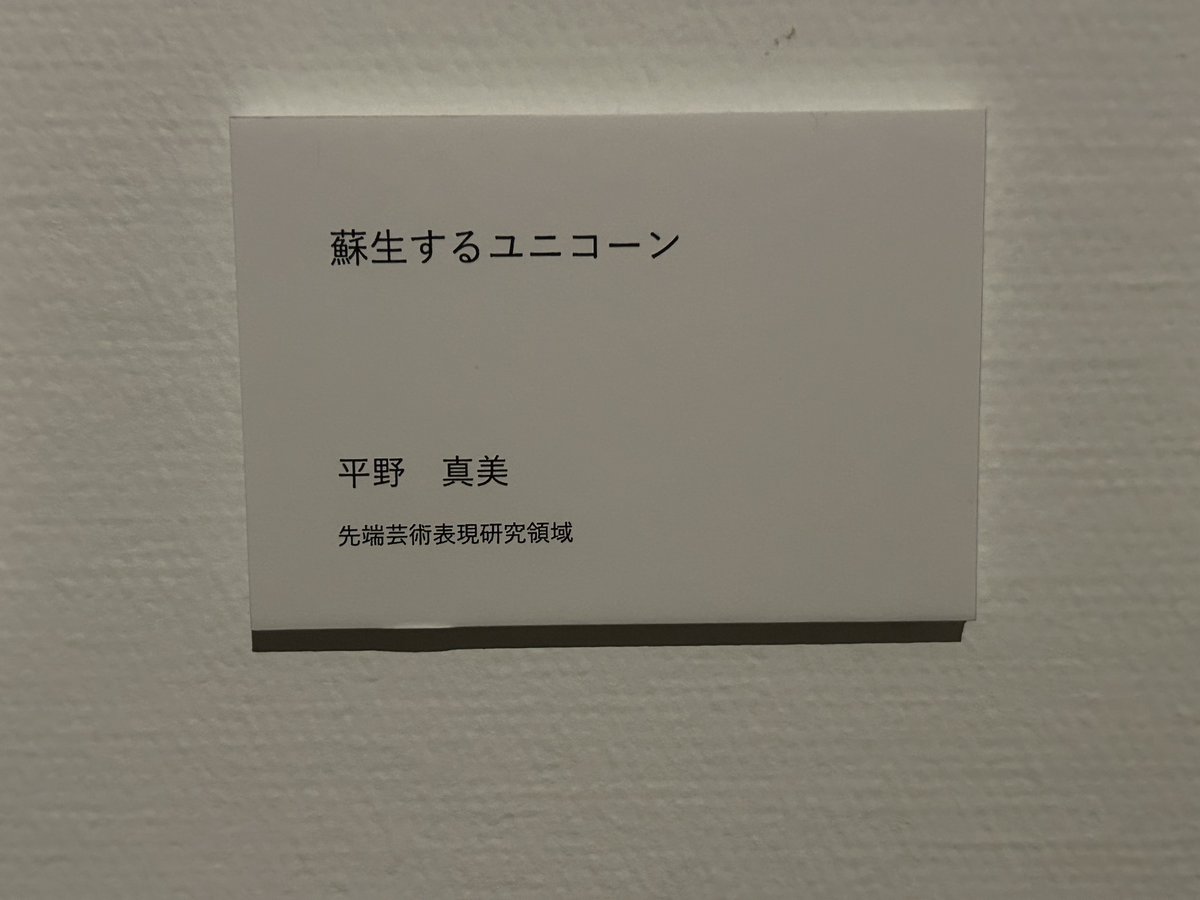 蘇生するユニコーン
平野　真美
先端芸術表現研究領域